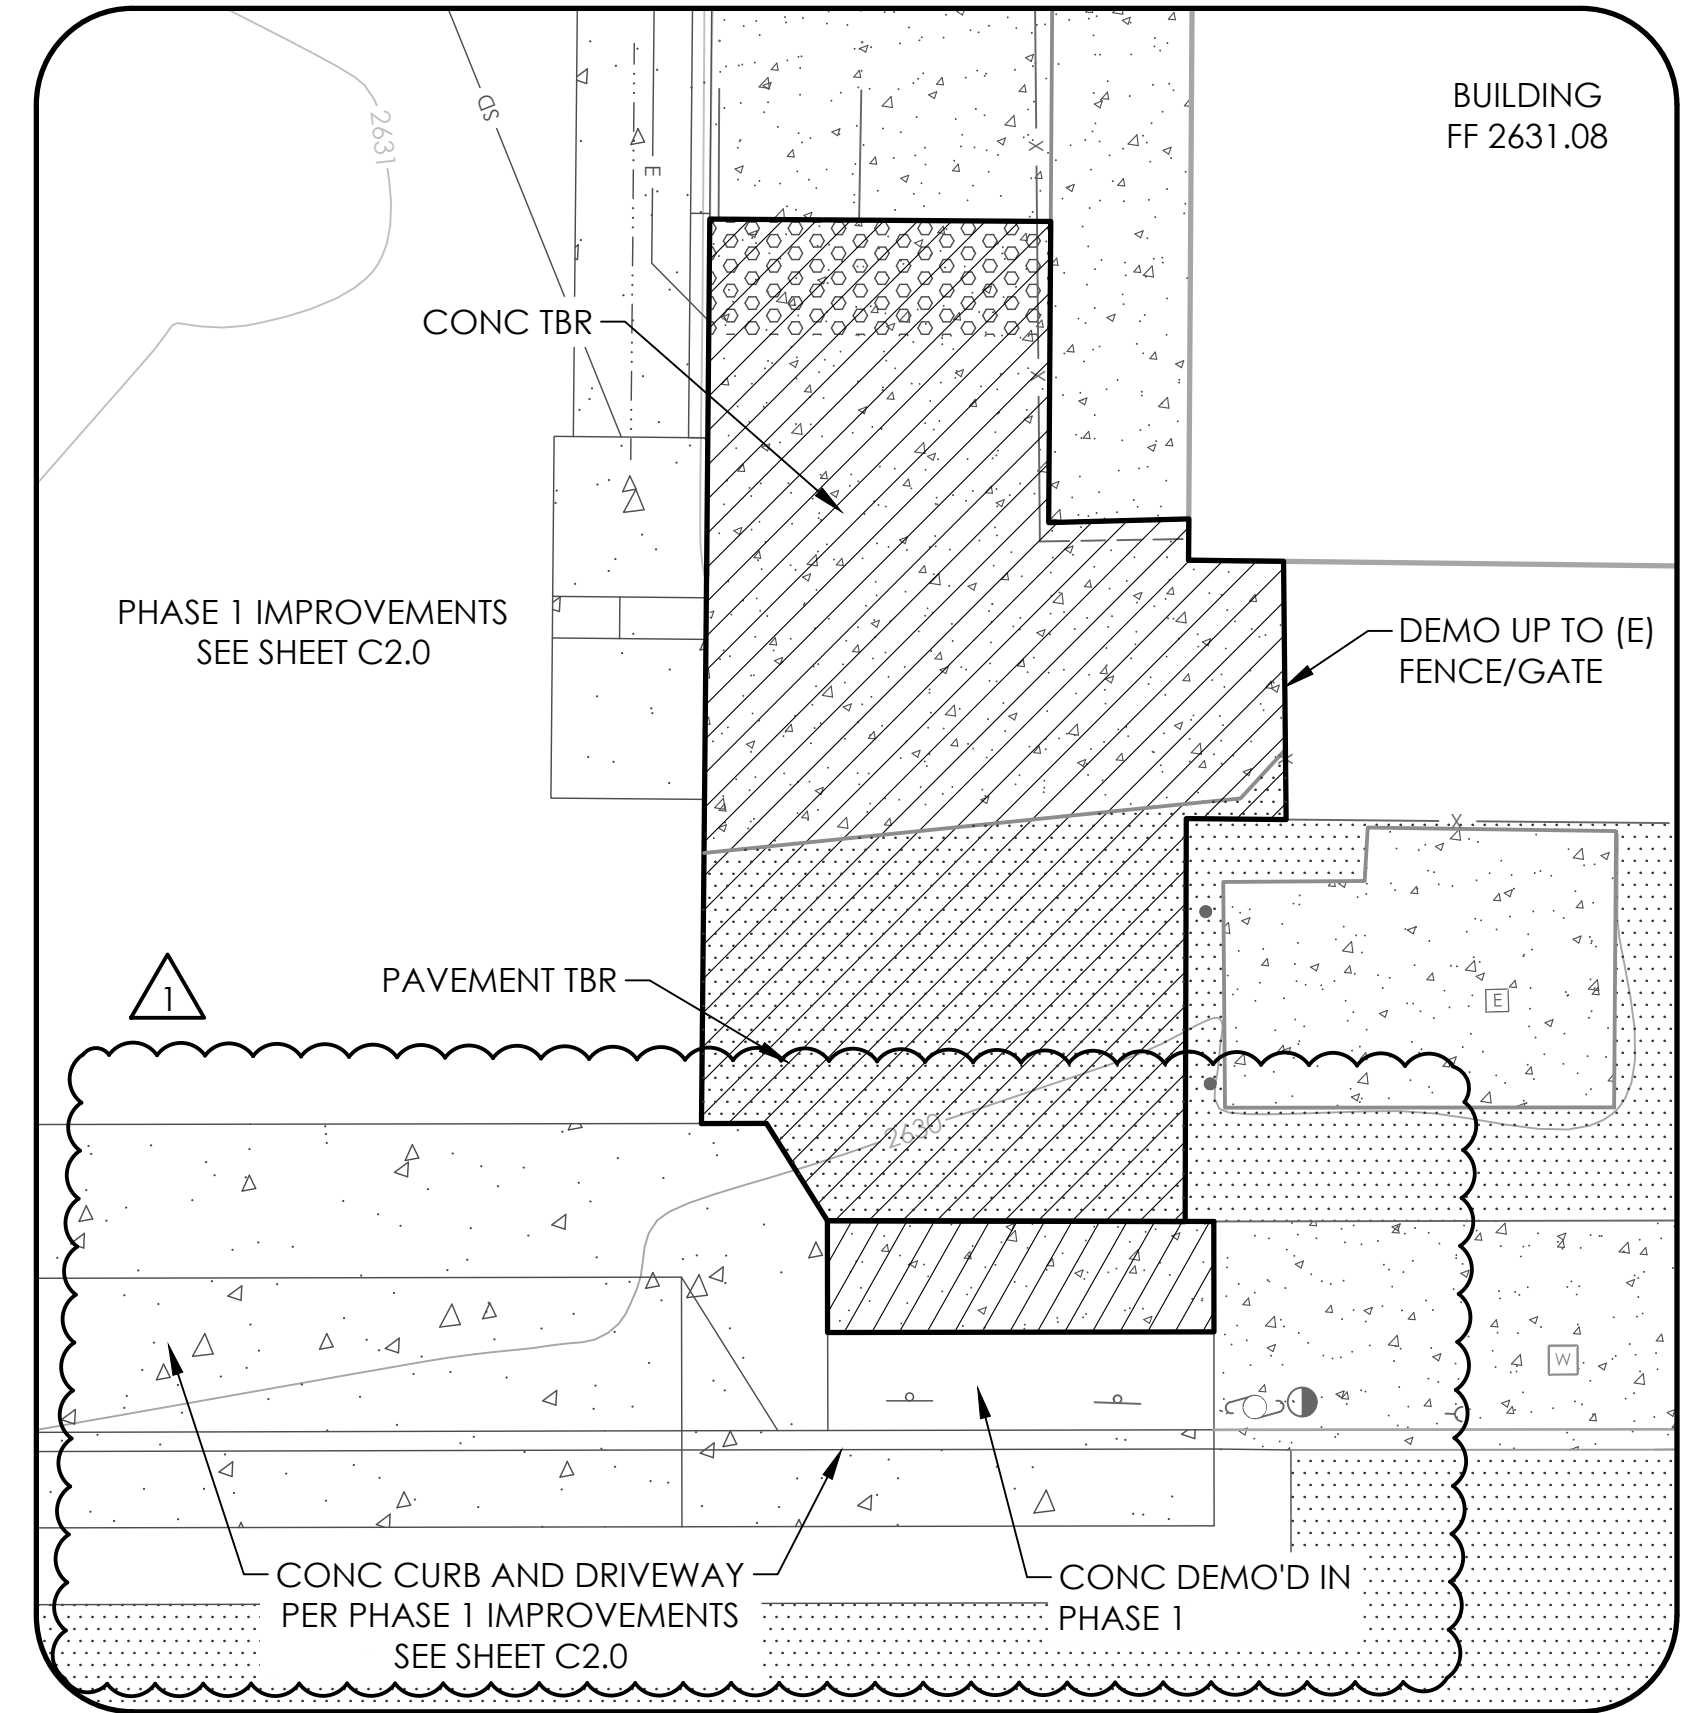 BUILDING
FF 2631.08
2631
SD
E
X
CONC TBR
X
PHASE 1 IMPROVEMENTS
SEE SHEET C2.0
DEMO UP TO (E)
FENCE/GATE
X
X
E
PAVEMENT TBR
1
2630
W
CONC CURB AND DRIVEWAY
PER PHASE 1 IMPROVEMENTS
SEE SHEET C2.0
CONC DEMO'D IN
PHASE 1